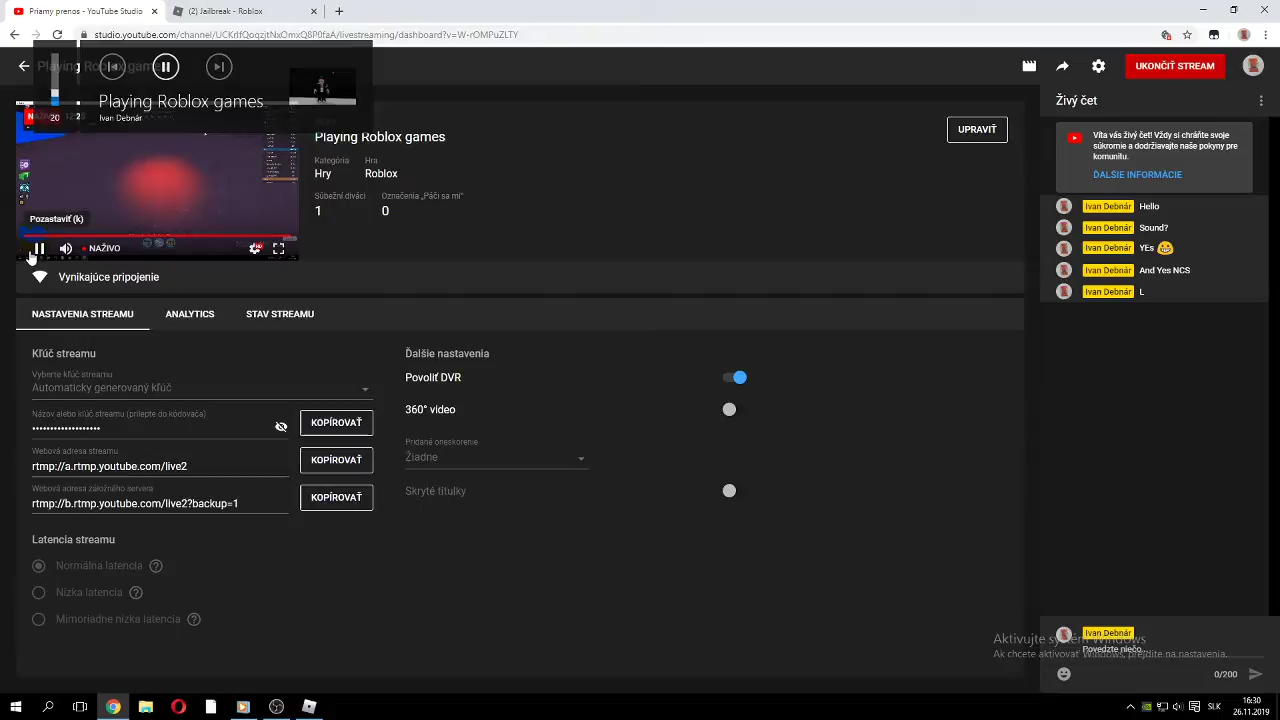 Priamy prenos - YouTube Studio
(2) Jailbreak - Roblox
studio.youtube.com/channel/UCKdfQoqzjtNxOmxQ8P0faA/livestreaming/dashboard?v=W-rOMPuZLTY
Playing Roblox games
UKONČIŤ STREAM
Playing Roblox games
Ivan Debnár
20
Playing Roblox games
UPRAVIŤ
Kategória
Hra
Hry
Roblox
Súbežní diváci
Označenia „Páči sa mi"
1
0
Pozastaviť (k)
NAŽIVO
Vynikajúce pripojenie
NASTAVENIA STREAMU
ANALYTICS
STAV STREAMU
Kľúč streamu
Vyberte kľúč streamu
Automaticky generovaný kľúč
Názov alebo kľúč streamu (prilepte do kódovača)
••••••••••••••••••••
KOPÍROVAŤ
Webová adresa streamu
rtmp://a.rtmp.youtube.com/live2
KOPÍROVAŤ
Webová adresa záložného servera
rtmp://b.rtmp.youtube.com/live2?backup=1
KOPÍROVAŤ
Latencia streamu
Normálna latencia
Nízka latencia
Mimoriadne nízka latencia
Ďalšie nastavenia
Povoliť DVR
360° video
Pridané oneskorenie
Žiadne
Skryté titulky
Živý čet
Víta vás živý čet! Vždy si chráňte svoje
súkromie a dodržiavajte naše pokyny pre
komunitu.
ĎALŠIE INFORMÁCIE
Ivan Debnár Hello
Ivan Debnár Sound?
Ivan Debnár YEs 😀
Ivan Debnár And Yes NCS
Ivan Debnár L
Ivan Debnár
Povedzte niečo...
Aktivujte systém Windows
Ak chcete aktivovať Windows, prejdite na nastavenia.
0/200
SLK
16:30
26.11.2019